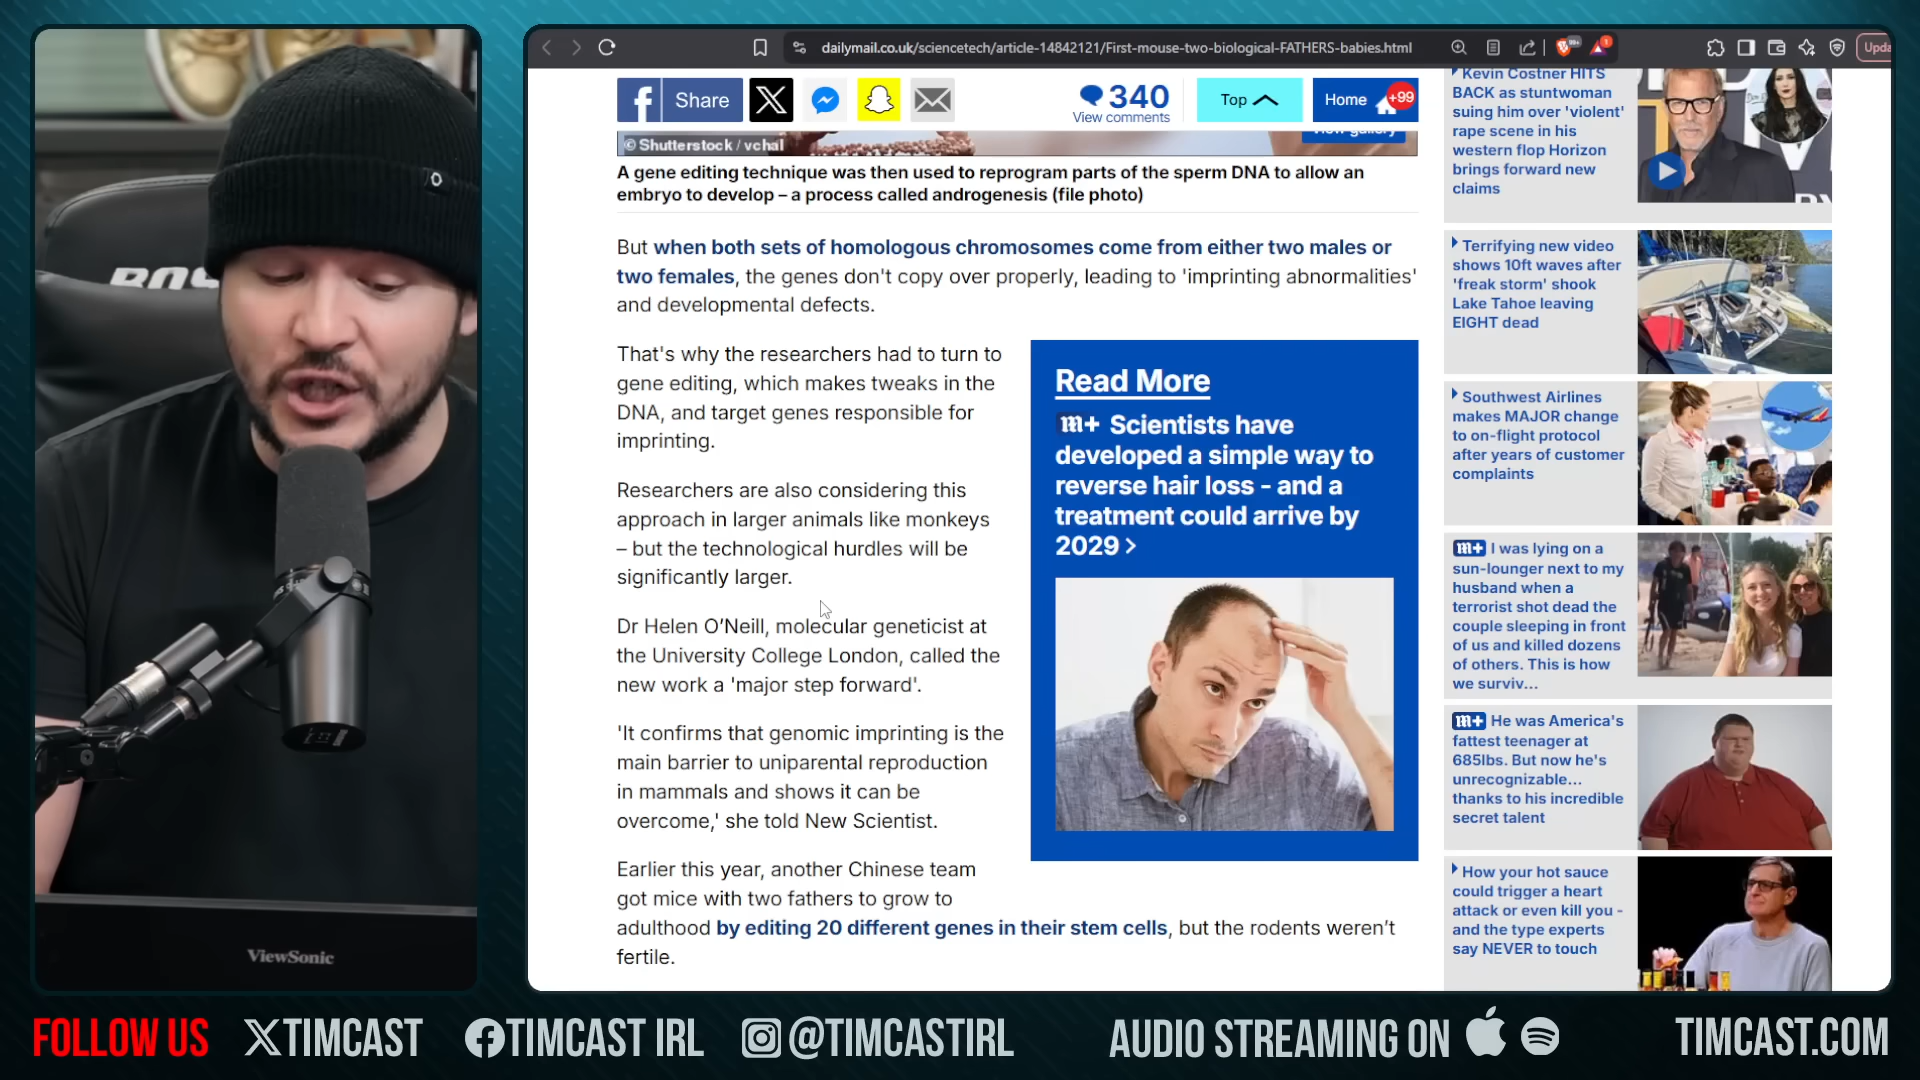 dailymail.co.uk/sciencetech/article-14842121/First-mouse-two-biological-FATHERS-babies.html
99+
1
Upda
f Share
340
View comments
Top
Home
+99
View gallery
© Shutterstock / vchal
A gene editing technique was then used to reprogram parts of the sperm DNA to allow an
embryo to develop – a process called androgenesis (file photo)
But when both sets of homologous chromosomes come from either two males or
two females, the genes don't copy over properly, leading to 'imprinting abnormalities'
and developmental defects.
That's why the researchers had to turn to
gene editing, which makes tweaks in the
DNA, and target genes responsible for
imprinting.
Researchers are also considering this
approach in larger animals like monkeys
– but the technological hurdles will be
significantly larger.
Dr Helen O’Neill, molecular geneticist at
the University College London, called the
new work a 'major step forward'.
'It confirms that genomic imprinting is the
main barrier to uniparental reproduction
in mammals and shows it can be
overcome,' she told New Scientist.
Earlier this year, another Chinese team
got mice with two fathers to grow to
adulthood by editing 20 different genes in their stem cells, but the rodents weren’t
fertile.
Read More
m+ Scientists have
developed a simple way to
reverse hair loss - and a
treatment could arrive by
2029
Kevin Costner HITS
BACK as stuntwoman
suing him over 'violent'
rape scene in his
western flop Horizon
brings forward new
claims
Terrifying new video
shows 10ft waves after
'freak storm' shook
Lake Tahoe leaving
EIGHT dead
Southwest Airlines
makes MAJOR change
to on-flight protocol
after years of customer
complaints
m+ I was lying on a
sun-lounger next to my
husband when a
terrorist shot dead the
couple sleeping in front
of us and killed dozens
of others. This is how
we surviv...
m+ He was America's
fattest teenager at
685lbs. But now he's
unrecognizable...
thanks to his incredible
secret talent
How your hot sauce
could trigger a heart
attack or even kill you -
and the type experts
say NEVER to touch
ViewSonic
FOLLOW US
XTIMCAST
TIMCAST IRL
@TIMCASTIRL
AUDIO STREAMING ON
TIMCAST.COM